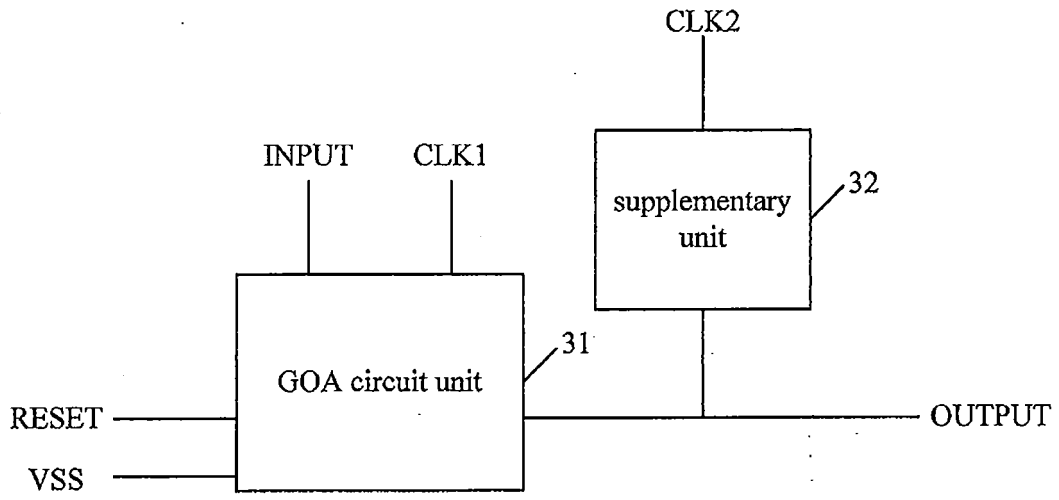 CLK2
INPUT
CLK1
supplementary
unit
32
31
GOA circuit unit
RESET
OUTPUT
VSS